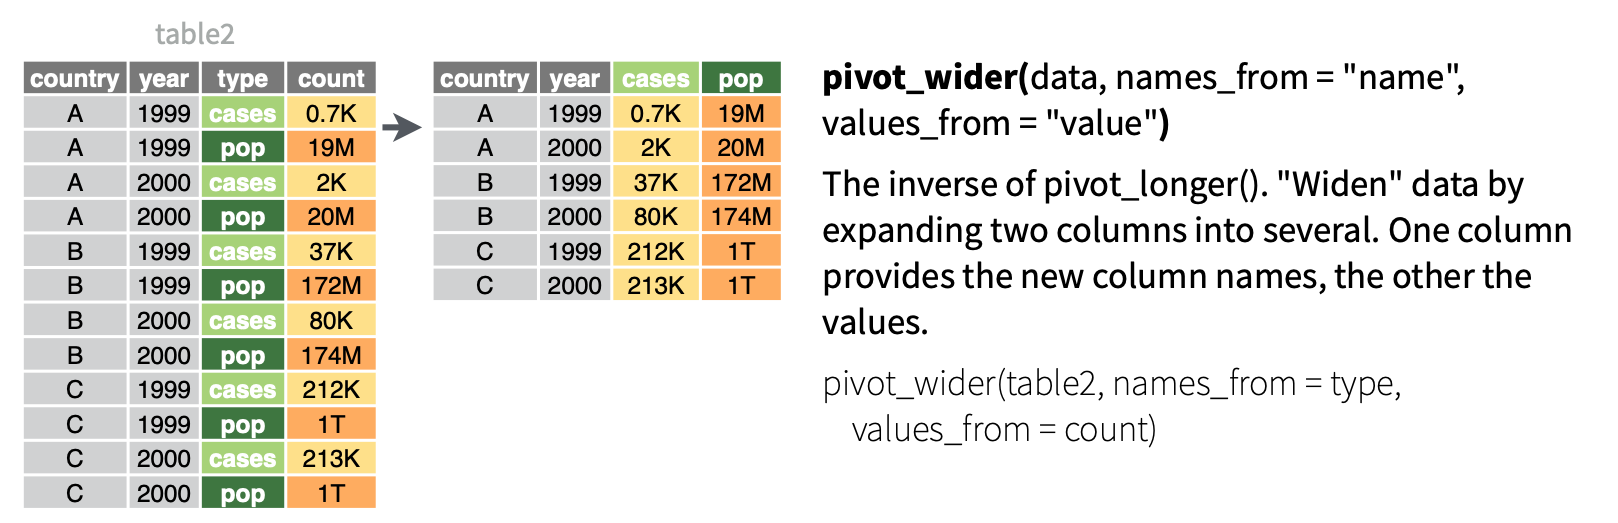 table2
country year type count
A 1999 cases 0.7K
A 1999 pop 19M
A 2000 cases 2K
A 2000 pop 20M
B 1999 cases 37K
B 1999 pop 172M
B 2000 cases 80K
B 2000 pop 174M
C 1999 cases 212K
C 1999 pop 1T
C 2000 cases 213K
C 2000 pop 1T
country year cases pop
A 1999 0.7K 19M
A 2000 2K 20M
B 1999 37K 172M
B 2000 80K 174M
C 1999 212K 1T
C 2000 213K 1T
pivot_wider(data, names_from = "name",
values_from = "value")
The inverse of pivot_longer(). "Widen" data by
expanding two columns into several. One column
provides the new column names, the other the
values.
pivot_wider(table2, names_from = type,
values_from = count)